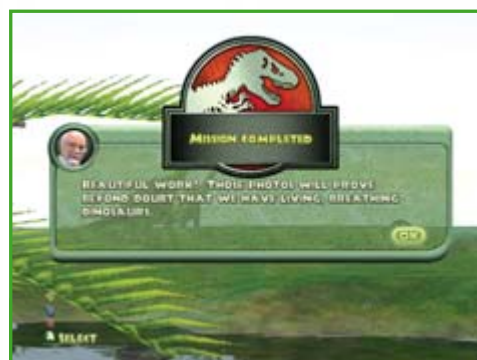 MISSION COMPLETED
BEAUTIFUL WORK! THOSE PHOTOS WILL PROVE
BEYOND DOUBT THAT WE HAVE LIVING, BREATHING
DINOSAURS.
OK
SELECT